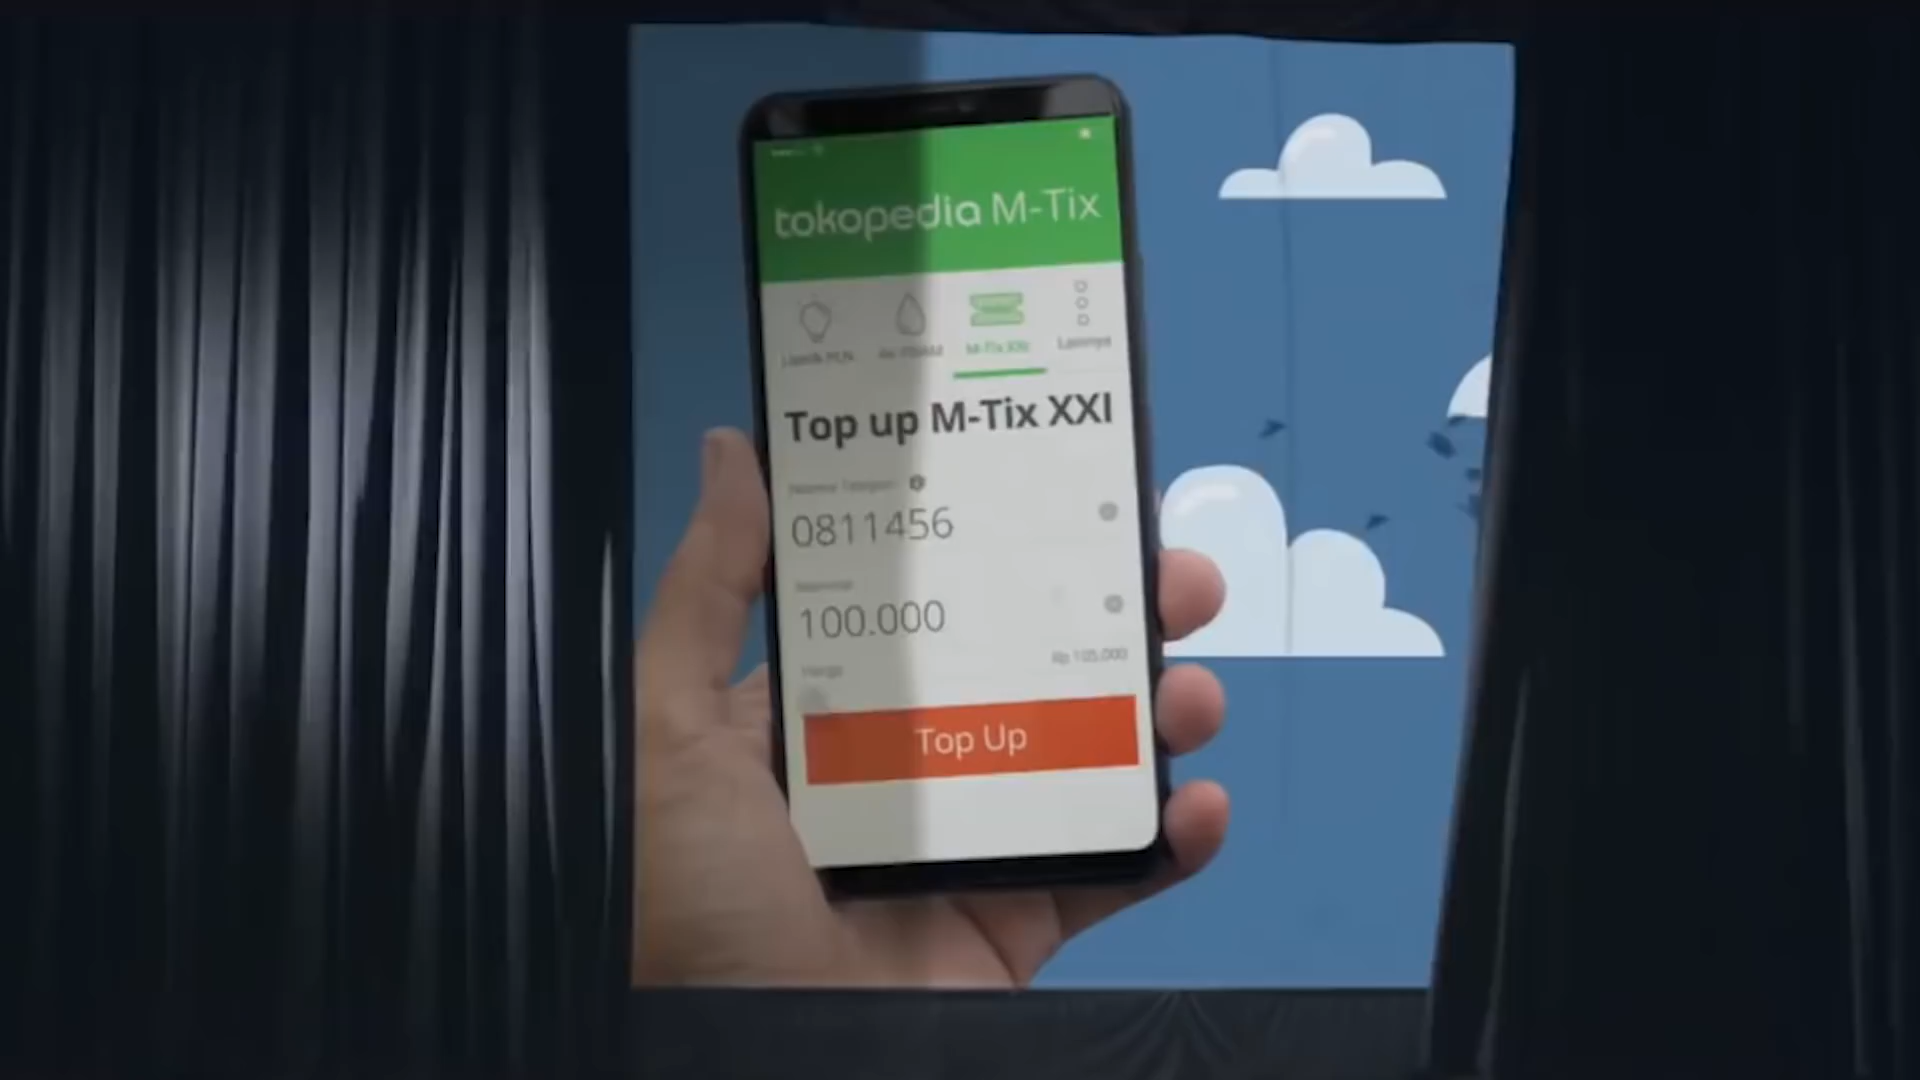 tokopedia M-Tix
Listrik PLN
Air PDAM
M-Tix XXI
Lainnya
Top up M-Tix XXI
Nomor Telepon
0811456
Nominal
100.000
Harga
Rp 105.000
Top Up